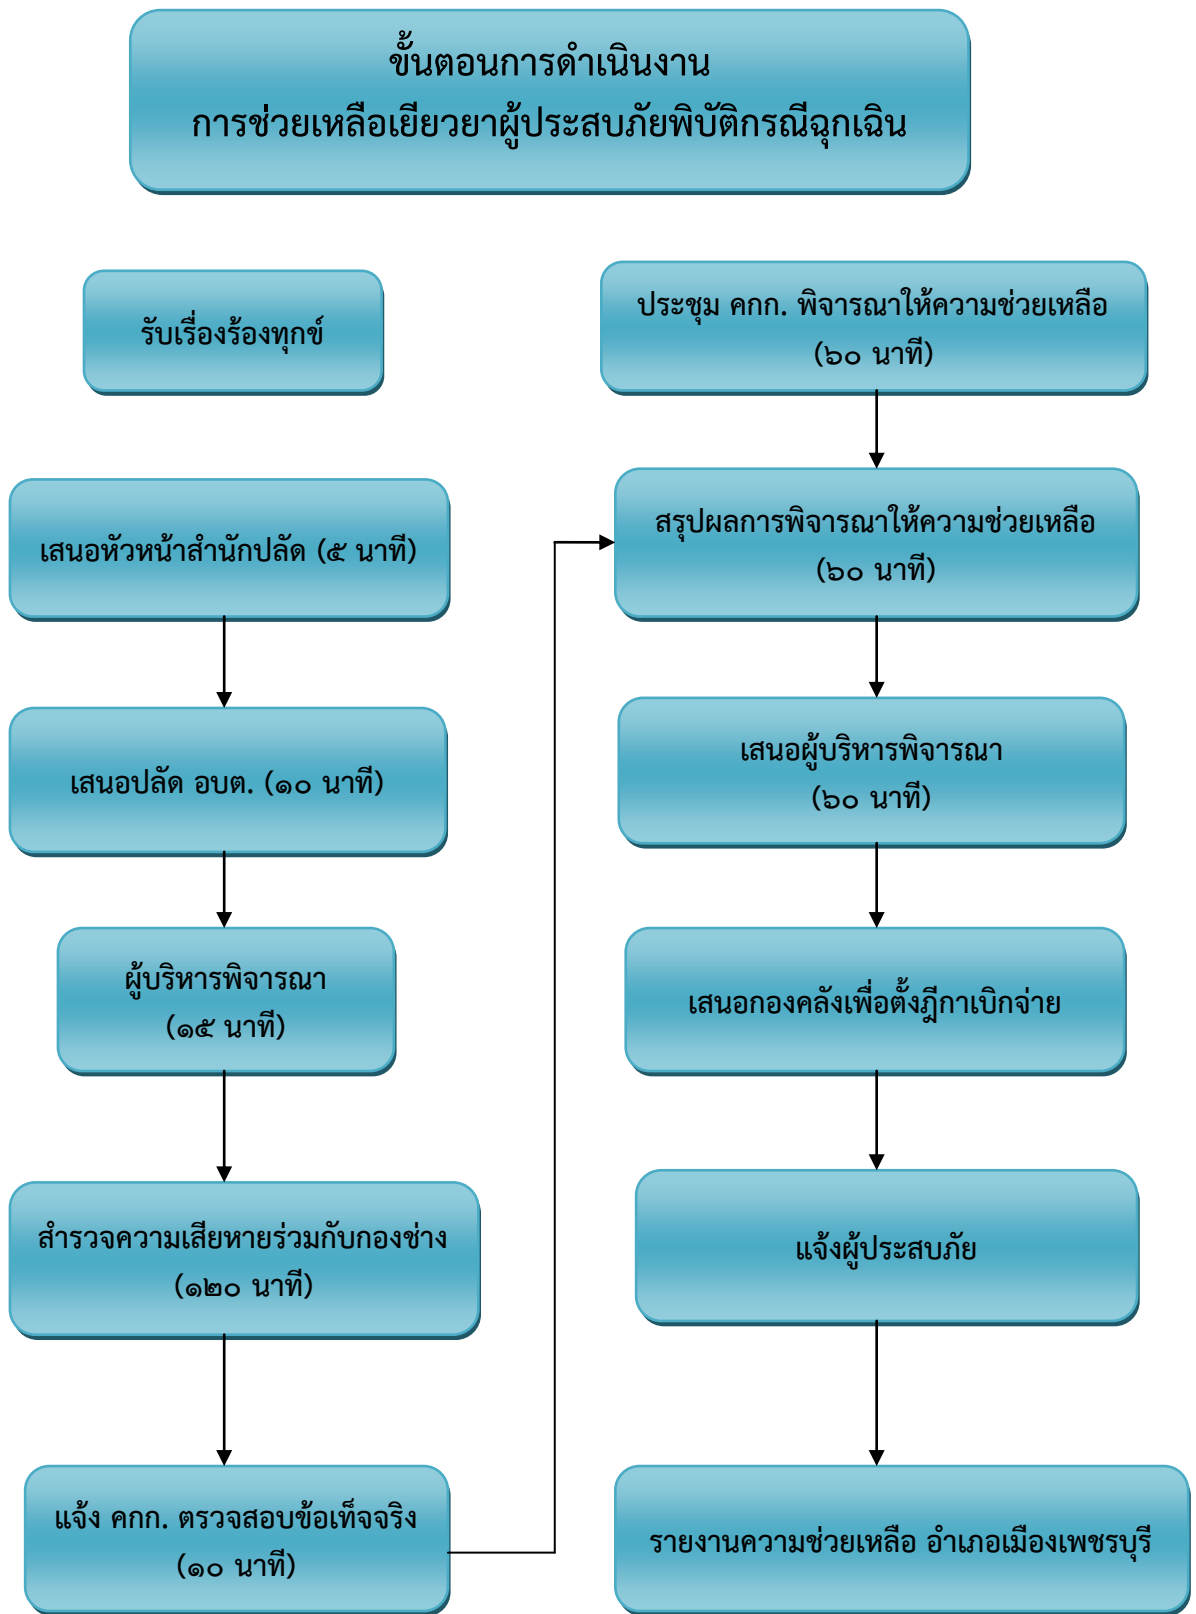 ขั้นตอนการดำเนินงาน
การช่วยเหลือเยียวยาผู้ประสบภัยพิบัติกรณีฉุกเฉิน
รับเรื่องร้องทุกข์
เสนอหัวหน้าสำนักปลัด (๕ นาที)
เสนอปลัด อบต. (๑๐ นาที)
ผู้บริหารพิจารณา
(๑๕ นาที)
สำรวจความเสียหายร่วมกับกองช่าง
(๑๒๐ นาที)
แจ้ง คกก. ตรวจสอบข้อเท็จจริง
(๑๐ นาที)
ประชุม คกก. พิจารณาให้ความช่วยเหลือ
(๖๐ นาที)
สรุปผลการพิจารณาให้ความช่วยเหลือ
(๖๐ นาที)
เสนอผู้บริหารพิจารณา
(๖๐ นาที)
เสนอกองคลังเพื่อตั้งฎีกาเบิกจ่าย
แจ้งผู้ประสบภัย
รายงานความช่วยเหลือ อำเภอเมืองเพชรบุรี